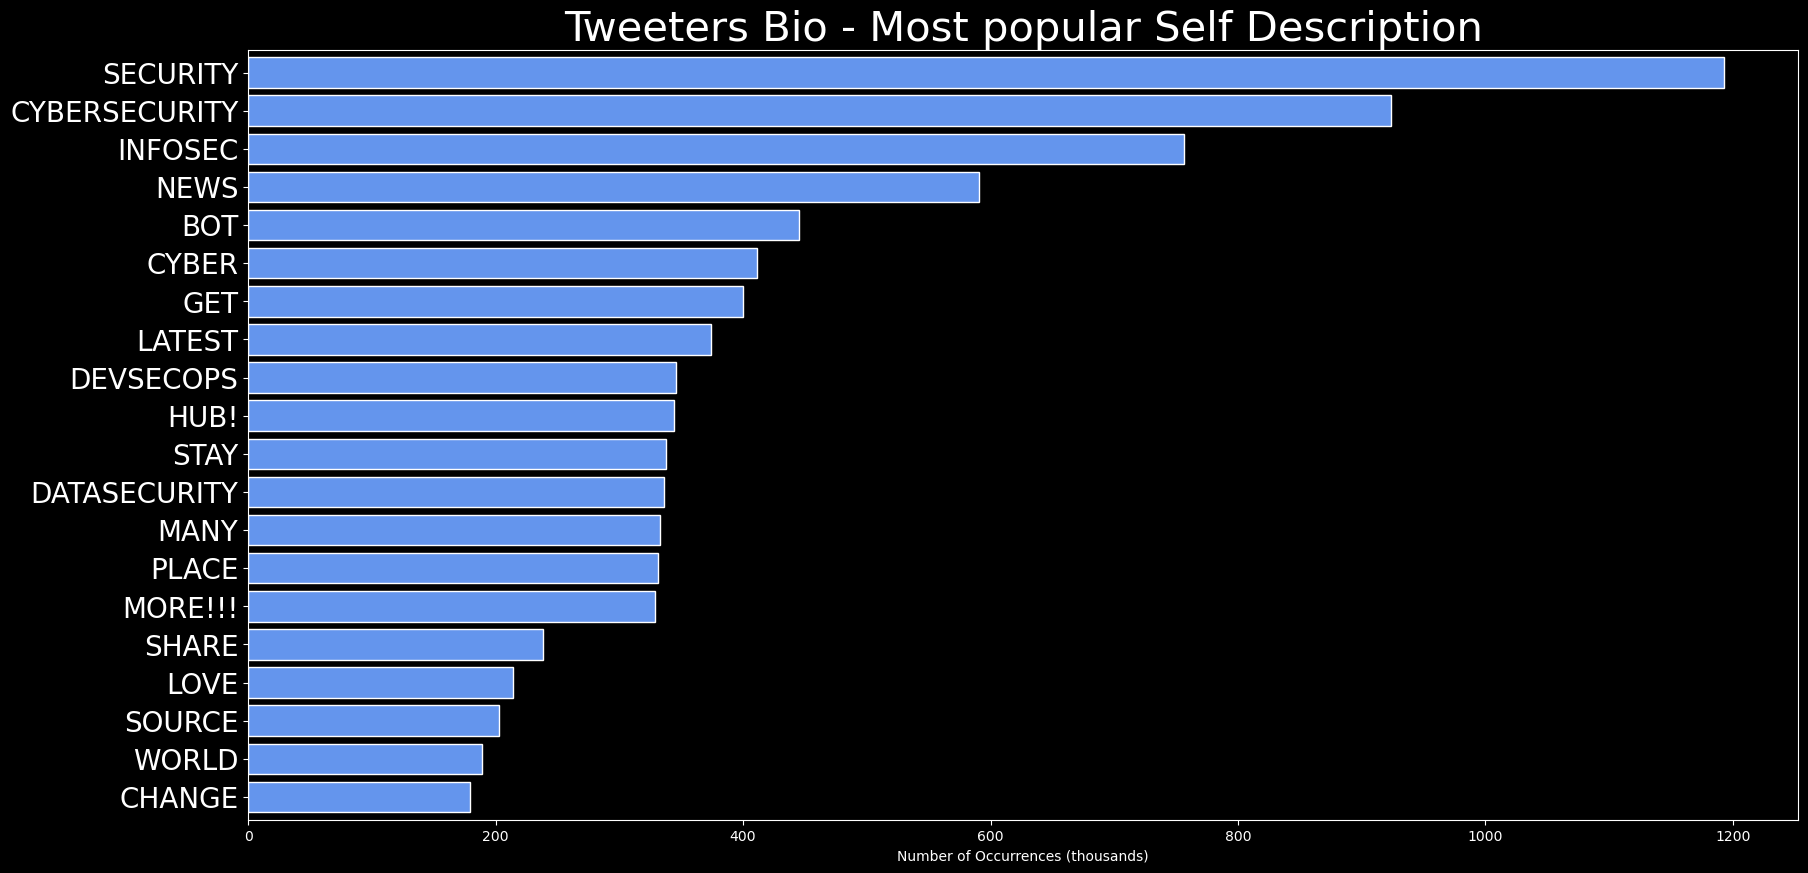 Tweeters Bio - Most popular Self Description
SECURITY
CYBERSECURITY
INFOSEC
NEWS
BOT
CYBER
GET
LATEST
DEVSECOPS
HUB!
STAY
DATASECURITY
MANY
PLACE
MORE!!!
SHARE
LOVE
SOURCE
WORLD
CHANGE
0 200 400 600 800 1000 1200
Number of Occurrences (thousands)